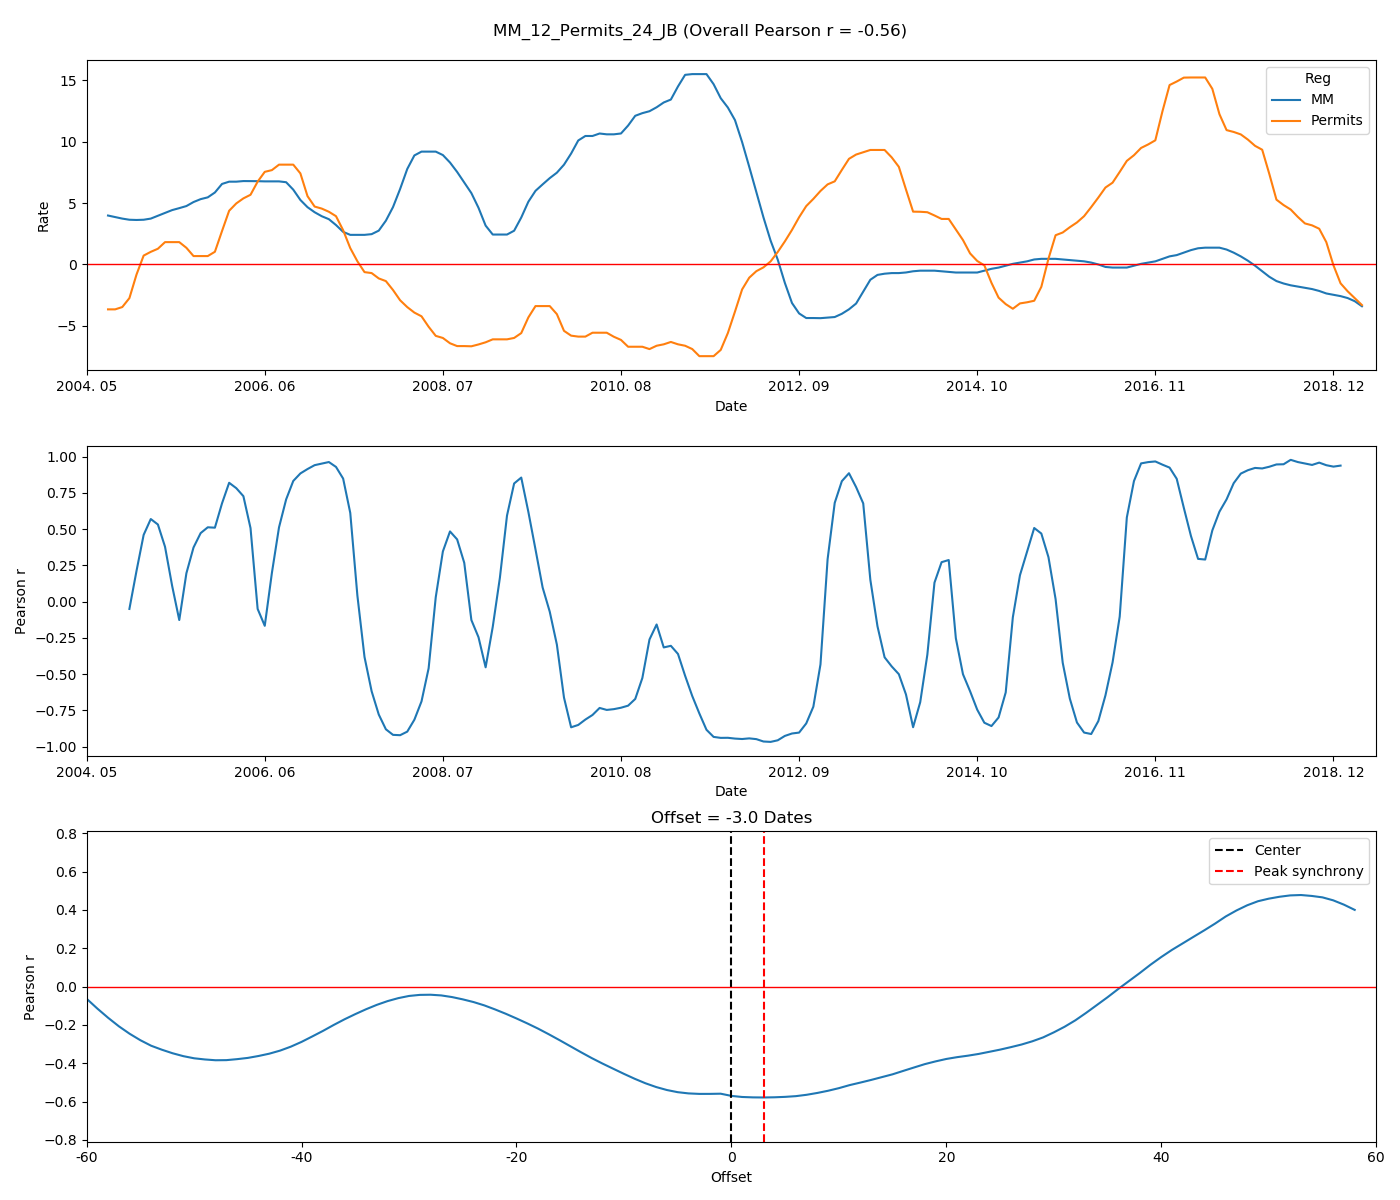 MM_12_Permits_24_JB (Overall Pearson r = -0.56)
15
10
5
0
−5
Rate
Reg
MM
Permits
2004. 05 2006. 06 2008. 07 2010. 08 2012. 09 2014. 10 2016. 11 2018. 12
Date
1.00
0.75
0.50
0.25
0.00
−0.25
−0.50
−0.75
−1.00
Pearson r
2004. 05 2006. 06 2008. 07 2010. 08 2012. 09 2014. 10 2016. 11 2018. 12
Date
Offset = -3.0 Dates
0.8
0.6
0.4
0.2
0.0
−0.2
−0.4
−0.6
−0.8
Pearson r
Center
Peak synchrony
-60 -40 -20 0 20 40 60
Offset